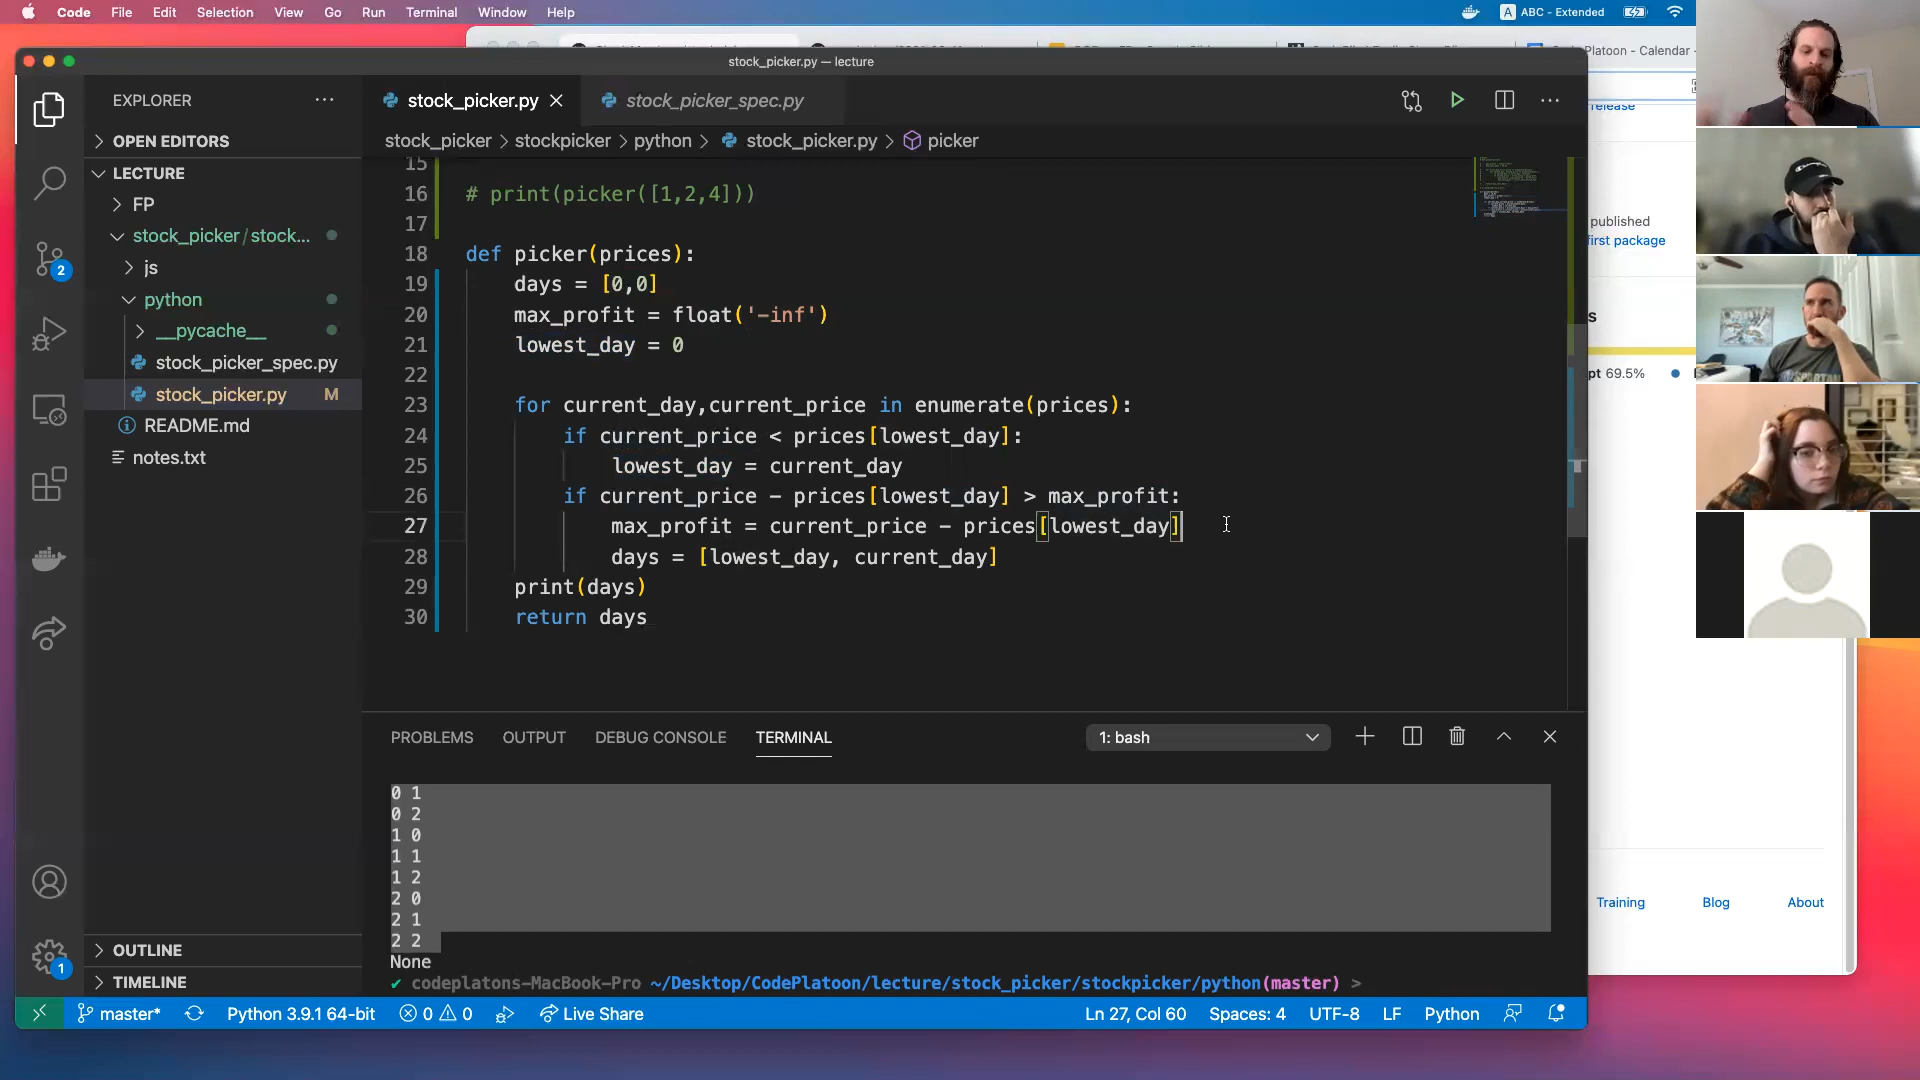 Code File Edit Selection View Go Run Terminal Window Help
A ABC - Extended
stock_picker.py — lecture
Platoon - Calendar
EXPLORER
stock_picker.py
stock_picker_spec.py
release
OPEN EDITORS
stock_picker > stockpicker > python > stock_picker.py > picker
LECTURE
FP
stock_picker/stock...
js
python
__pycache__
stock_picker_spec.py
stock_picker.py M
README.md
notes.txt
2
15
16 # print(picker([1,2,4]))
17
18 def picker(prices):
19 days = [0,0]
20 max_profit = float('-inf')
21 lowest_day = 0
22
23 for current_day,current_price in enumerate(prices):
24 if current_price < prices[lowest_day]:
25 lowest_day = current_day
26 if current_price - prices[lowest_day] > max_profit:
27 max_profit = current_price - prices[lowest_day]
28 days = [lowest_day, current_day]
29 print(days)
30 return days
published
first package
s
pt 69.5%
PROBLEMS OUTPUT DEBUG CONSOLE TERMINAL
1: bash
0 1
0 2
1 0
1 1
1 2
2 0
2 1
2 2
None
✔ codeplatons-MacBook-Pro ~/Desktop/CodePlatoon/lecture/stock_picker/stockpicker/python(master) >
Training Blog About
OUTLINE
TIMELINE
1
master* Python 3.9.1 64-bit 0 0 Live Share
Ln 27, Col 60 Spaces: 4 UTF-8 LF Python